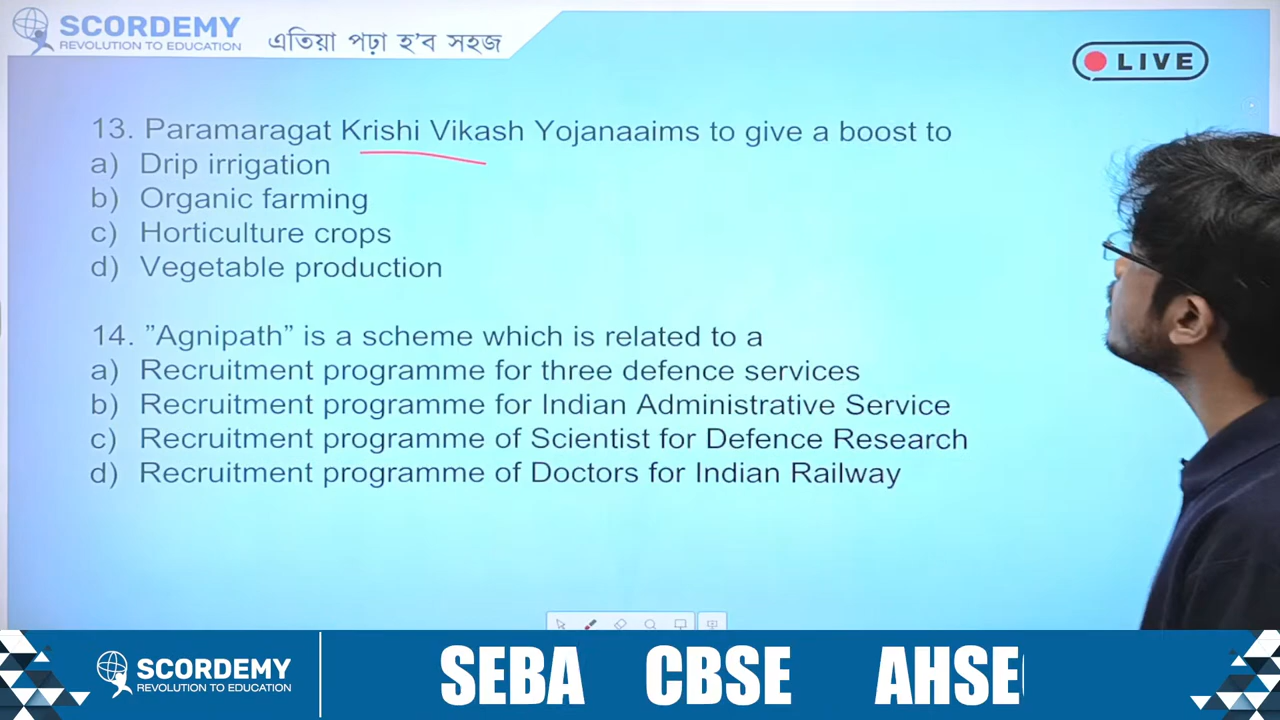 SCORDEMY
REVOLUTION TO EDUCATION
এতিয়া পঢ়া হ'ব সহজ
LIVE
13. Paramaragat Krishi Vikash Yojanaaims to give a boost to
a) Drip irrigation
b) Organic farming
c) Horticulture crops
d) Vegetable production
14. ”Agnipath” is a scheme which is related to a
a) Recruitment programme for three defence services
b) Recruitment programme for Indian Administrative Service
c) Recruitment programme of Scientist for Defence Research
d) Recruitment programme of Doctors for Indian Railway
SCORDEMY
REVOLUTION TO EDUCATION
SEBA CBSE AHSE